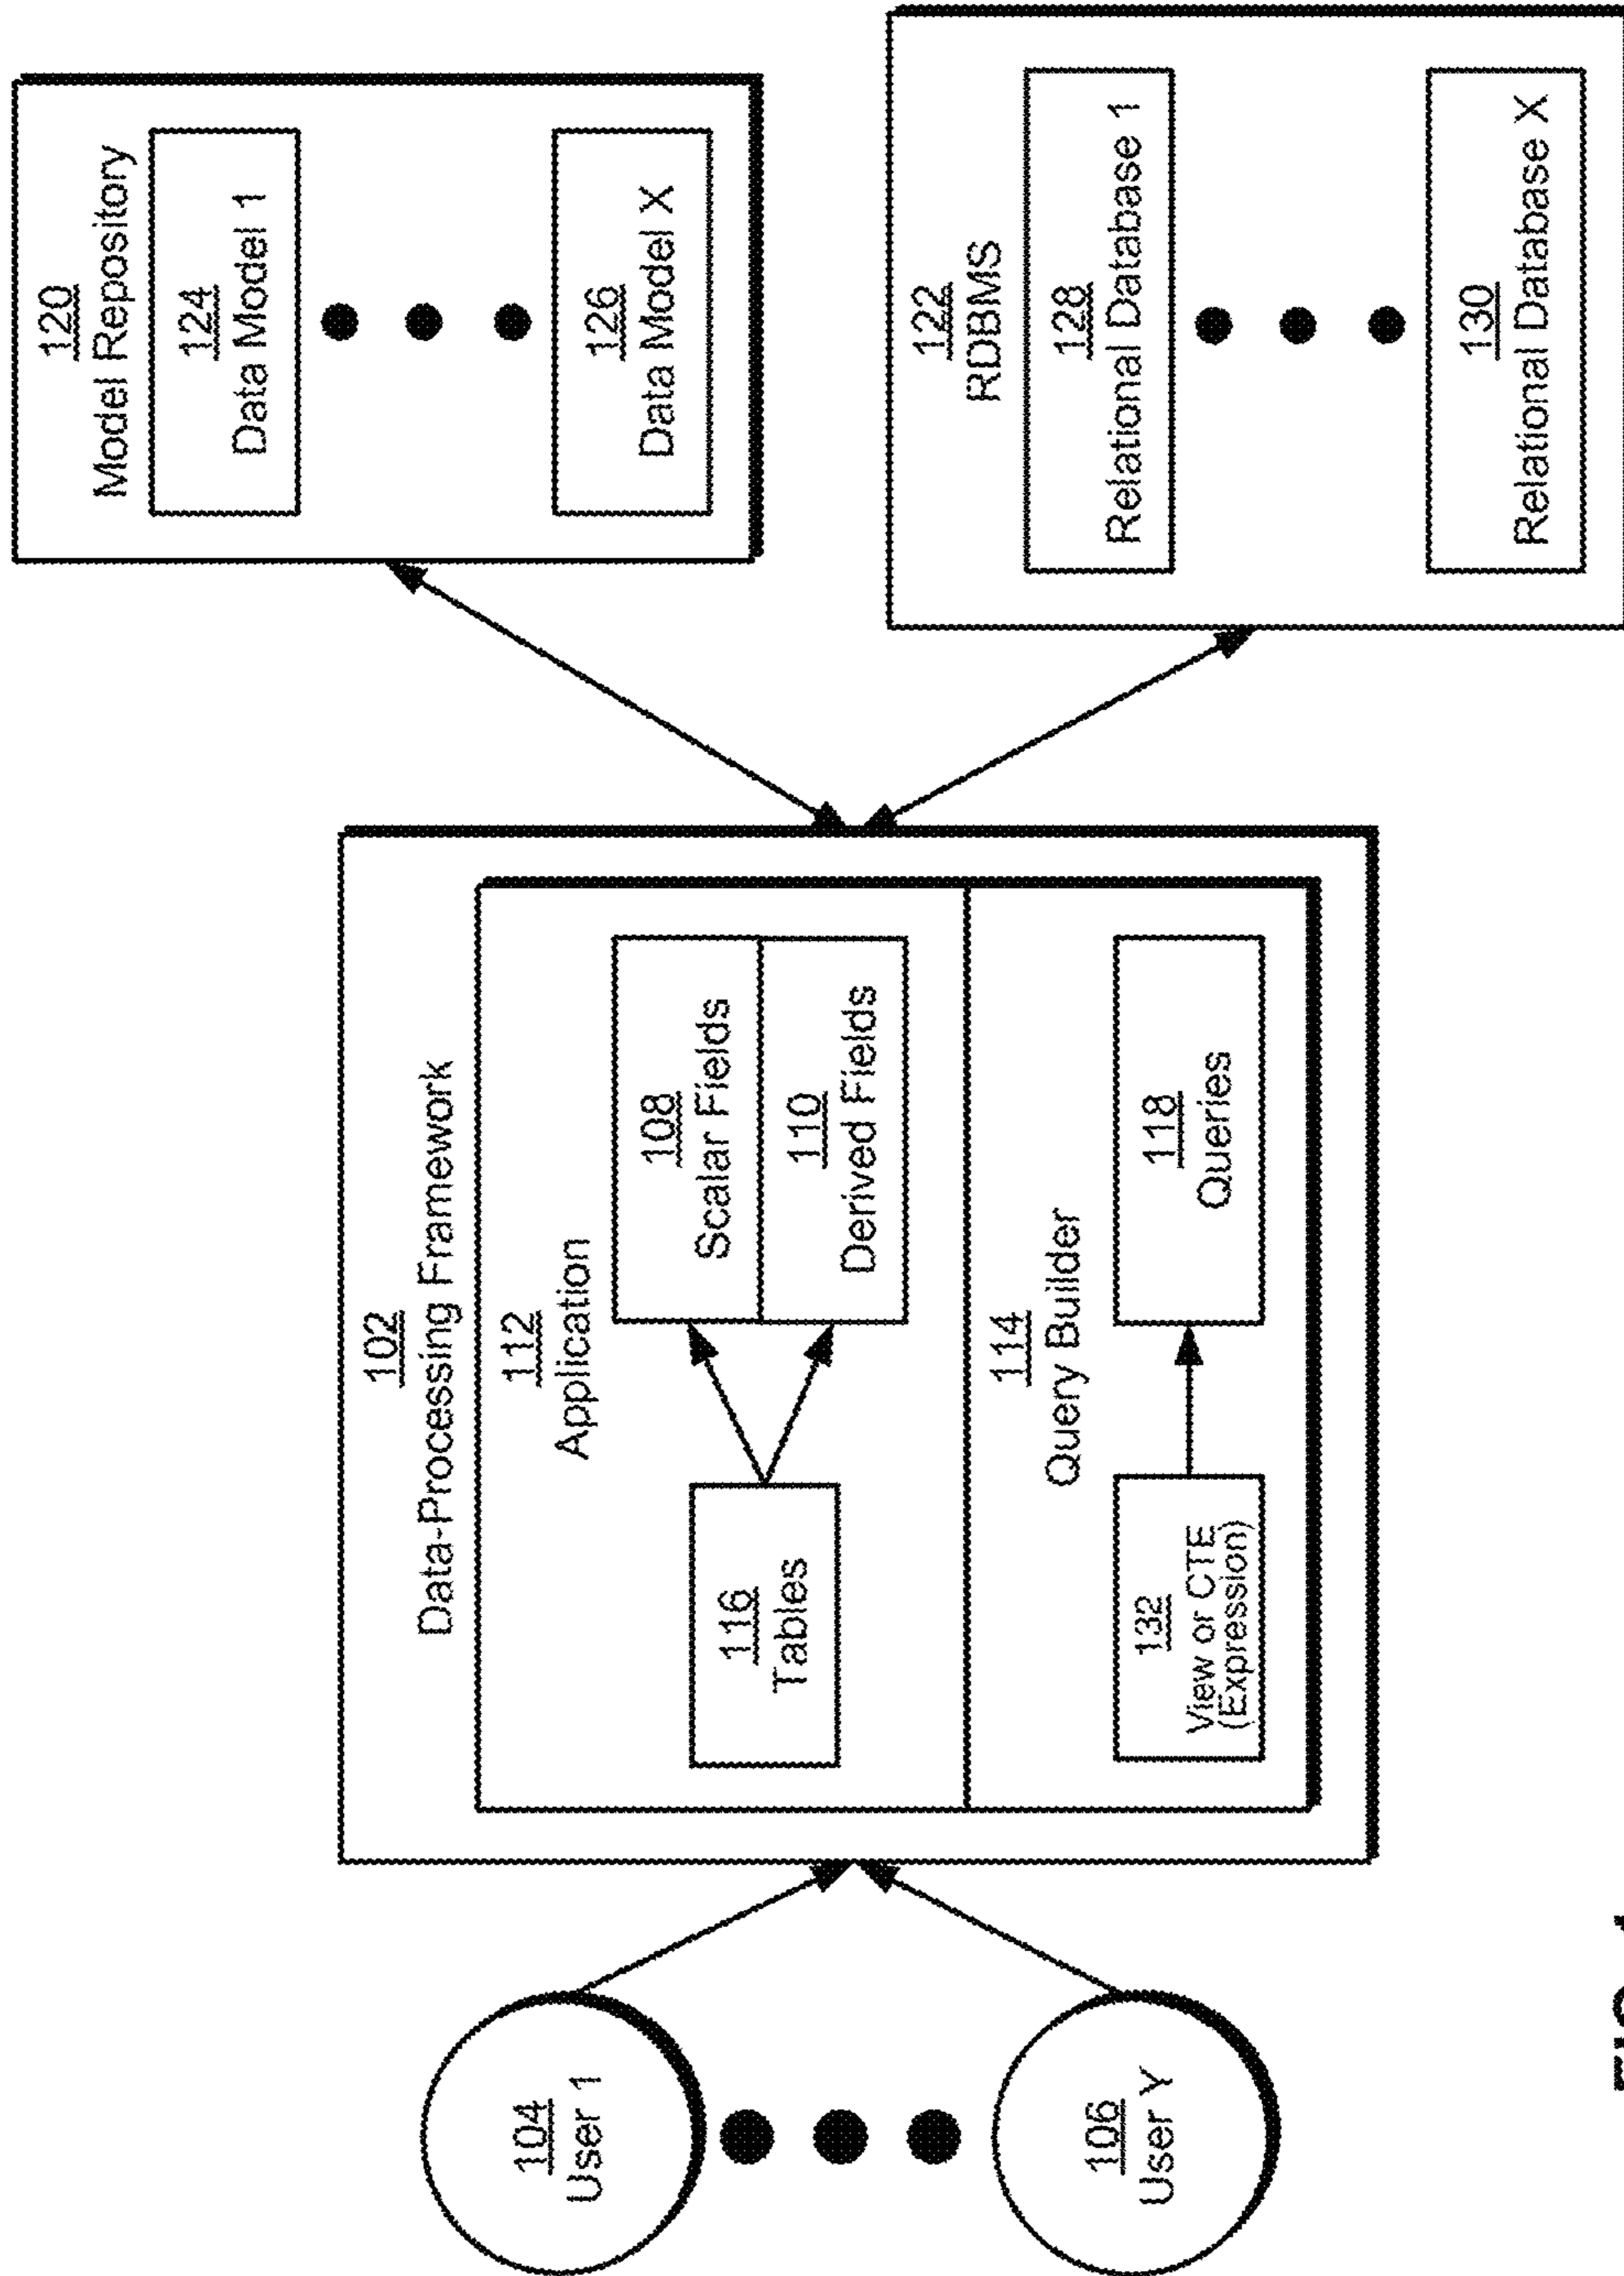 104
User 1
106
User Y
102
Data-Processing Framework
112
Application
116
Tables
108
Scalar Fields
110
Derived Fields
114
Query Builder
132
View or CTE
(Expression)
118
Queries
120
Model Repository
124
Data Model 1
126
Data Model X
122
RDBMS
128
Relational Database 1
130
Relational Database X